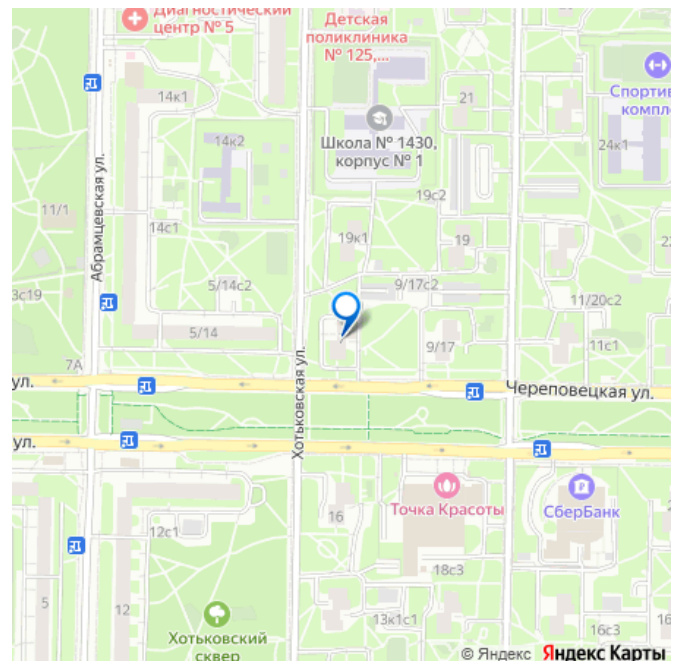 Диагностический
центр № 5
Детская
поликлиника
№ 125,...
14к1
21
Спортив
компле
Школа № 1430,
корпус № 1
14к2
24к1
Абрамцевская ул.
19с2
11/1
14с1
19к1
19
22
3с19
5/14с2
9/17с2
11/20с2
5/14
9/17
11с1
7А
Хотьковская ул.
ул.
Череповецкая ул.
ул.
Точка Красоты
СберБанк
16
12с1
18с3
5
12
13к1с1
16
Хотьковский
сквер
16с3
© Яндекс Яндекс Карты